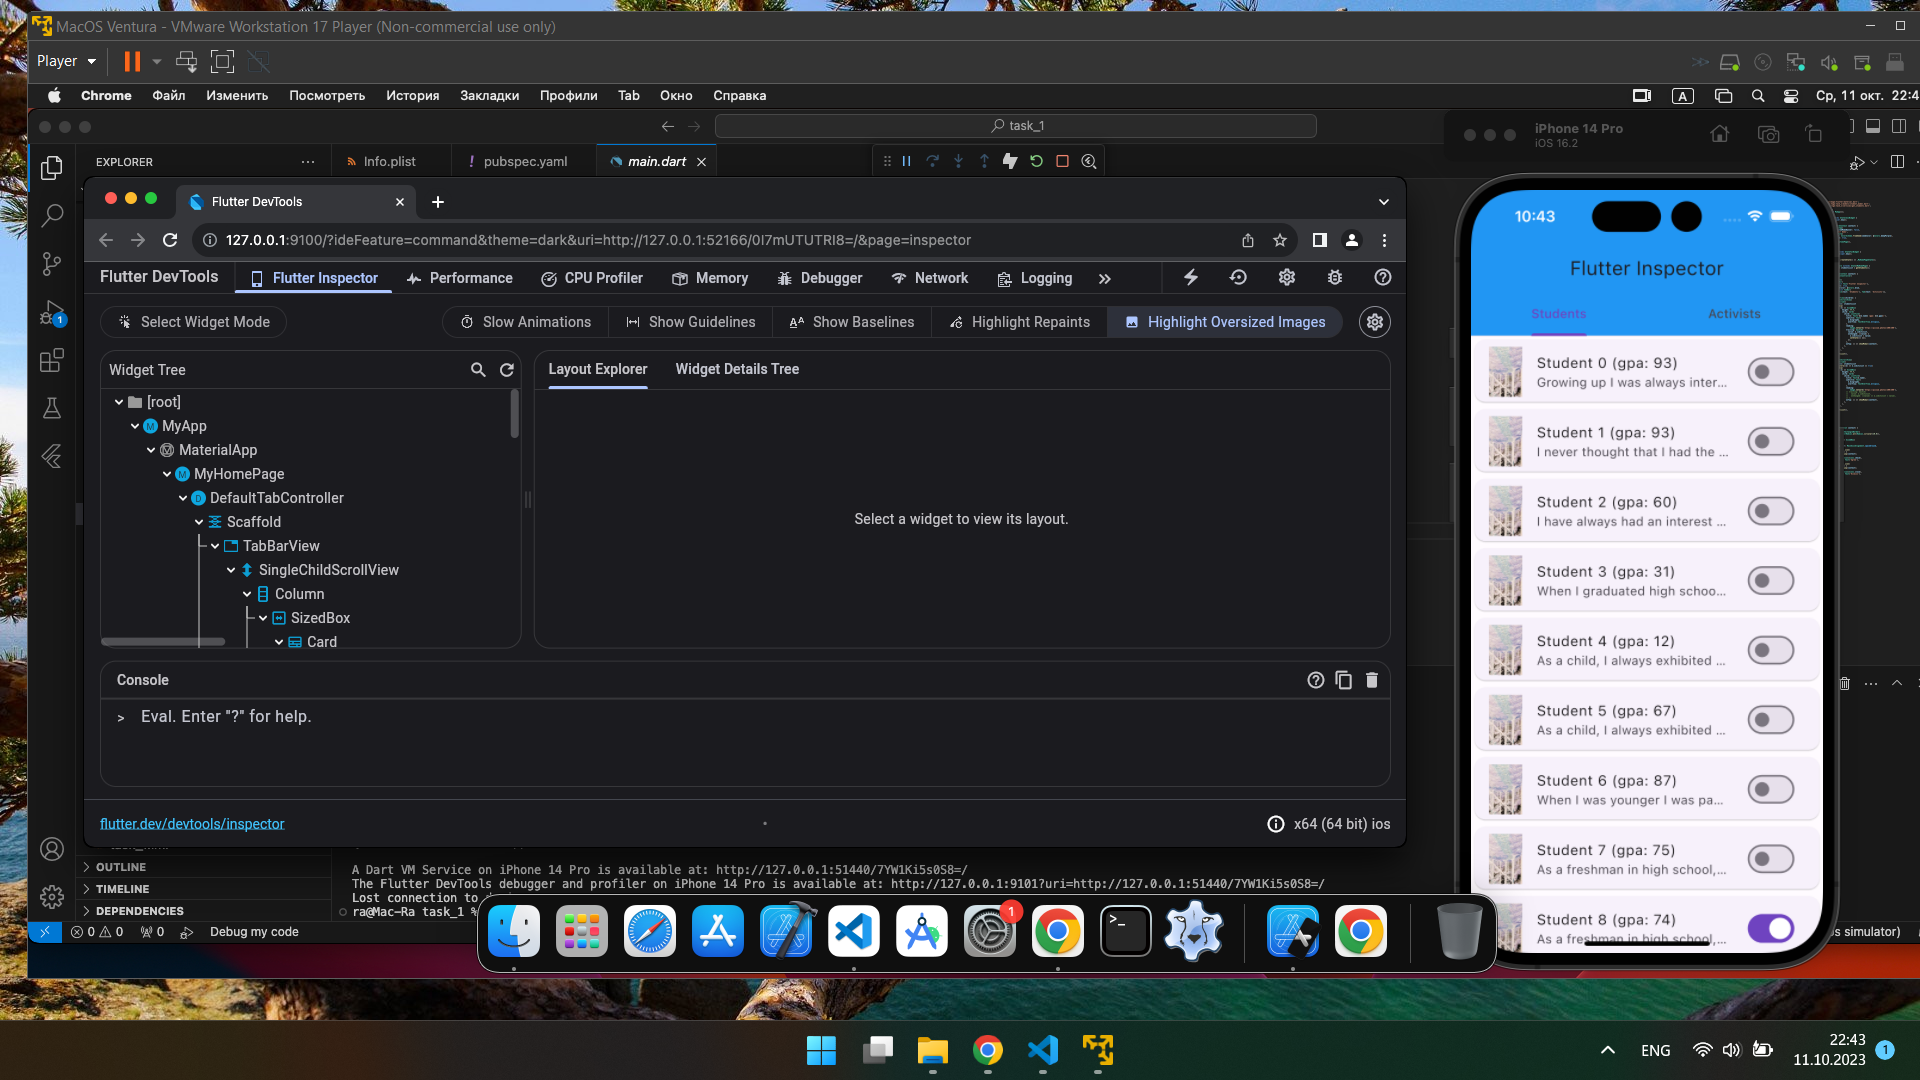 MacOS Ventura - VMware Workstation 17 Player (Non-commercial use only)
Player
Chrome Файл Изменить Посмотреть История Закладки Профили Tab Окно Справка
A
Ср, 11 окт. 22:4
task_1
iPhone 14 Pro
iOS 16.2
EXPLORER
Info.plist
! pubspec.yaml
main.dart
Flutter DevTools
127.0.0.1:9100/?ideFeature=command&theme=dark&uri=http://127.0.0.1:52166/0I7mUTUTRI8=/&page=inspector
Flutter DevTools
Flutter Inspector
Performance
CPU Profiler
Memory
Debugger
Network
Logging
Select Widget Mode
Slow Animations
Show Guidelines
Show Baselines
Highlight Repaints
Highlight Oversized Images
Widget Tree
[root]
MyApp
MaterialApp
MyHomePage
DefaultTabController
Scaffold
TabBarView
SingleChildScrollView
Column
SizedBox
Card
Layout Explorer
Widget Details Tree
Select a widget to view its layout.
Console
> Eval. Enter "?" for help.
flutter.dev/devtools/inspector
x64 (64 bit) ios
1
OUTLINE
TIMELINE
DEPENDENCIES
A Dart VM Service on iPhone 14 Pro is available at: http://127.0.0.1:51440/7YW1Ki5s0S8=/
The Flutter DevTools debugger and profiler on iPhone 14 Pro is available at: http://127.0.0.1:9101?uri=http://127.0.0.1:51440/7YW1Ki5s0S8=/
Lost connection to
ra@Mac-Ra task_1 %
0 0
0
Debug my code
s simulator)
1
10:43
Flutter Inspector
Students
Activists
Student 0 (gpa: 93)
Growing up I was always inter...
Student 1 (gpa: 93)
I never thought that I had the ...
Student 2 (gpa: 60)
I have always had an interest ...
Student 3 (gpa: 31)
When I graduated high schoo...
Student 4 (gpa: 12)
As a child, I always exhibited ...
Student 5 (gpa: 67)
As a child, I always exhibited ...
Student 6 (gpa: 87)
When I was younger I was pa...
Student 7 (gpa: 75)
As a freshman in high school,...
Student 8 (gpa: 74)
As a freshman in high school,...
ENG
22:43
11.10.2023
1